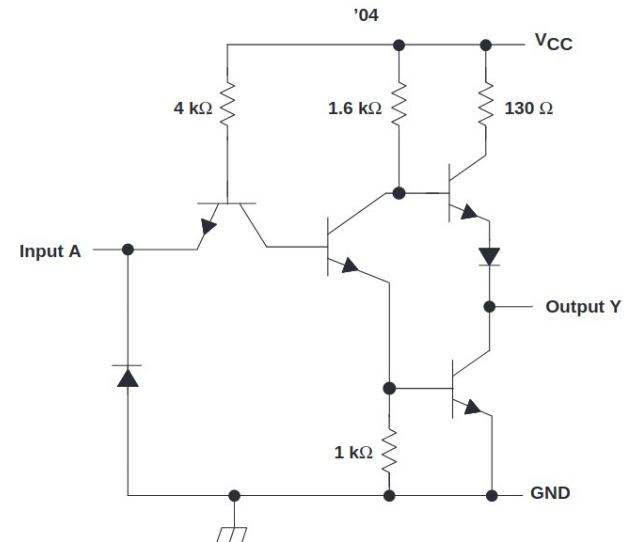 ’04
VCC
4 kΩ
1.6 kΩ
130 Ω
Input A
Output Y
1 kΩ
GND